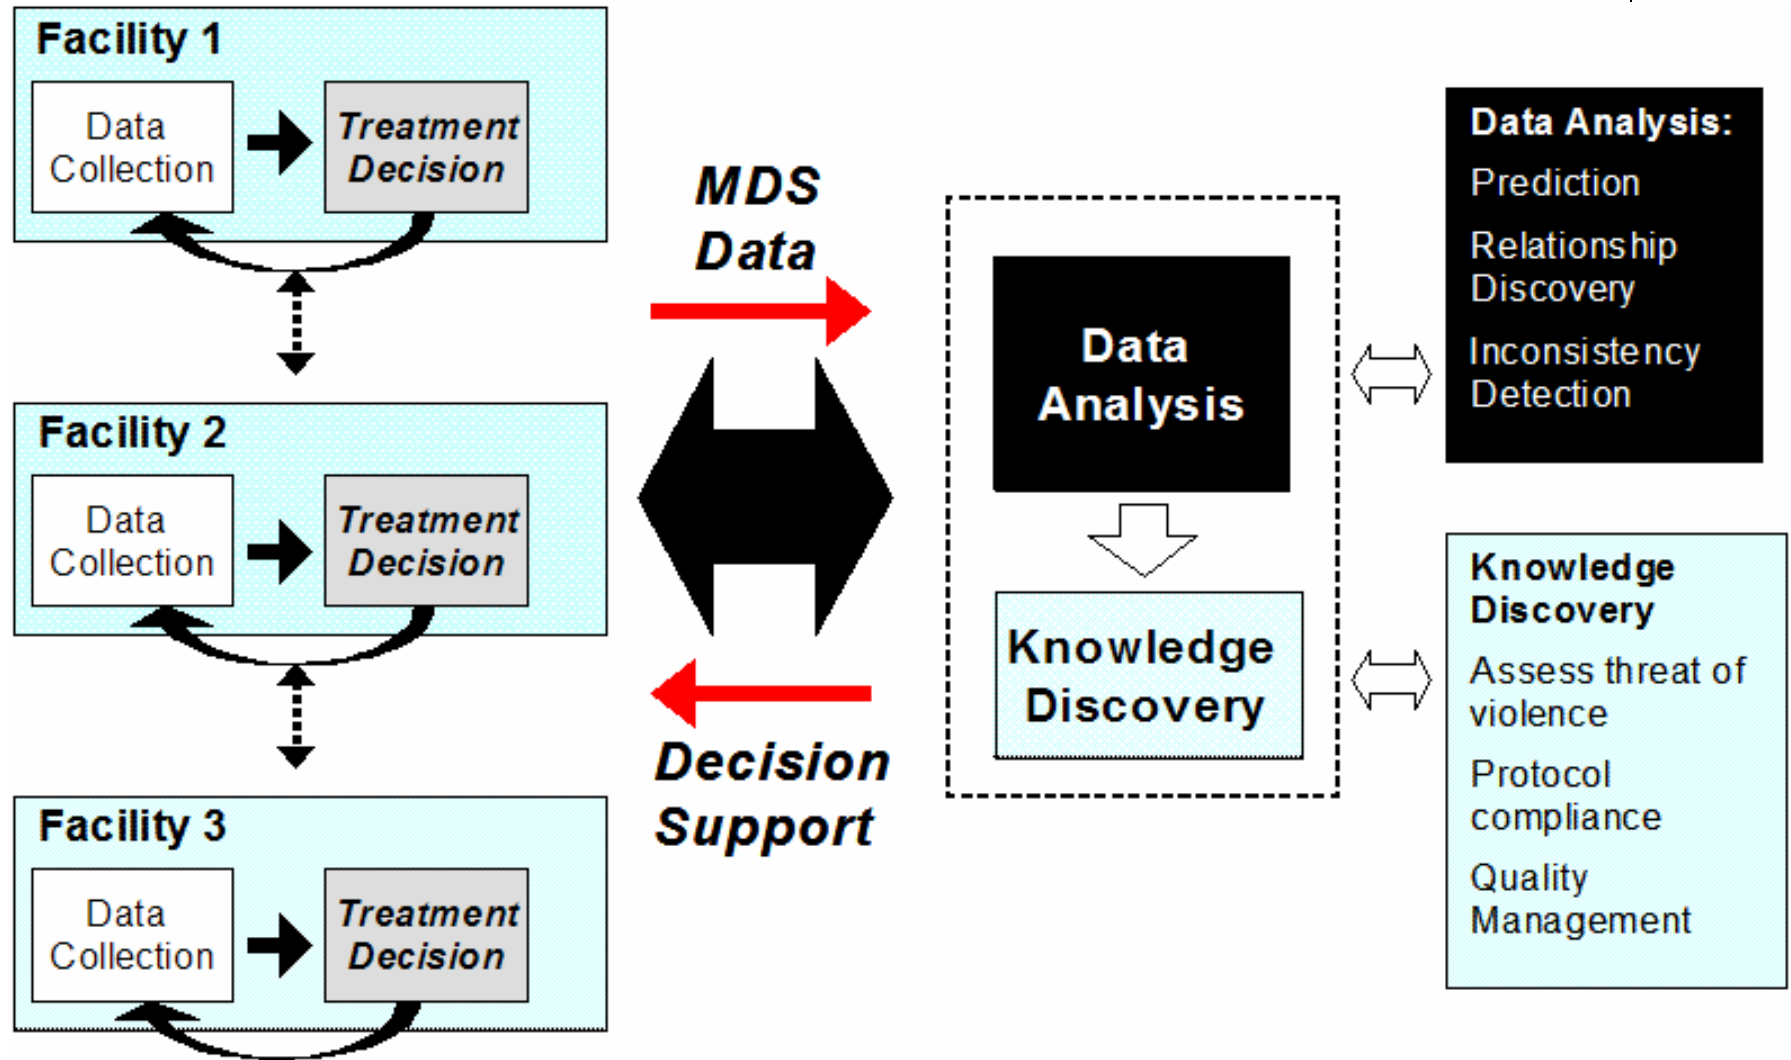 Facility 1
Data
Collection
Treatment
Decision
Facility 2
Data
Collection
Treatment
Decision
Facility 3
Data
Collection
Treatment
Decision
MDS
Data
Decision
Support
Data
Analysis
Knowledge
Discovery
Data Analysis:
Prediction
Relationship
Discovery
Inconsistency
Detection
Knowledge
Discovery
Assess threat of
violence
Protocol
compliance
Quality
Management